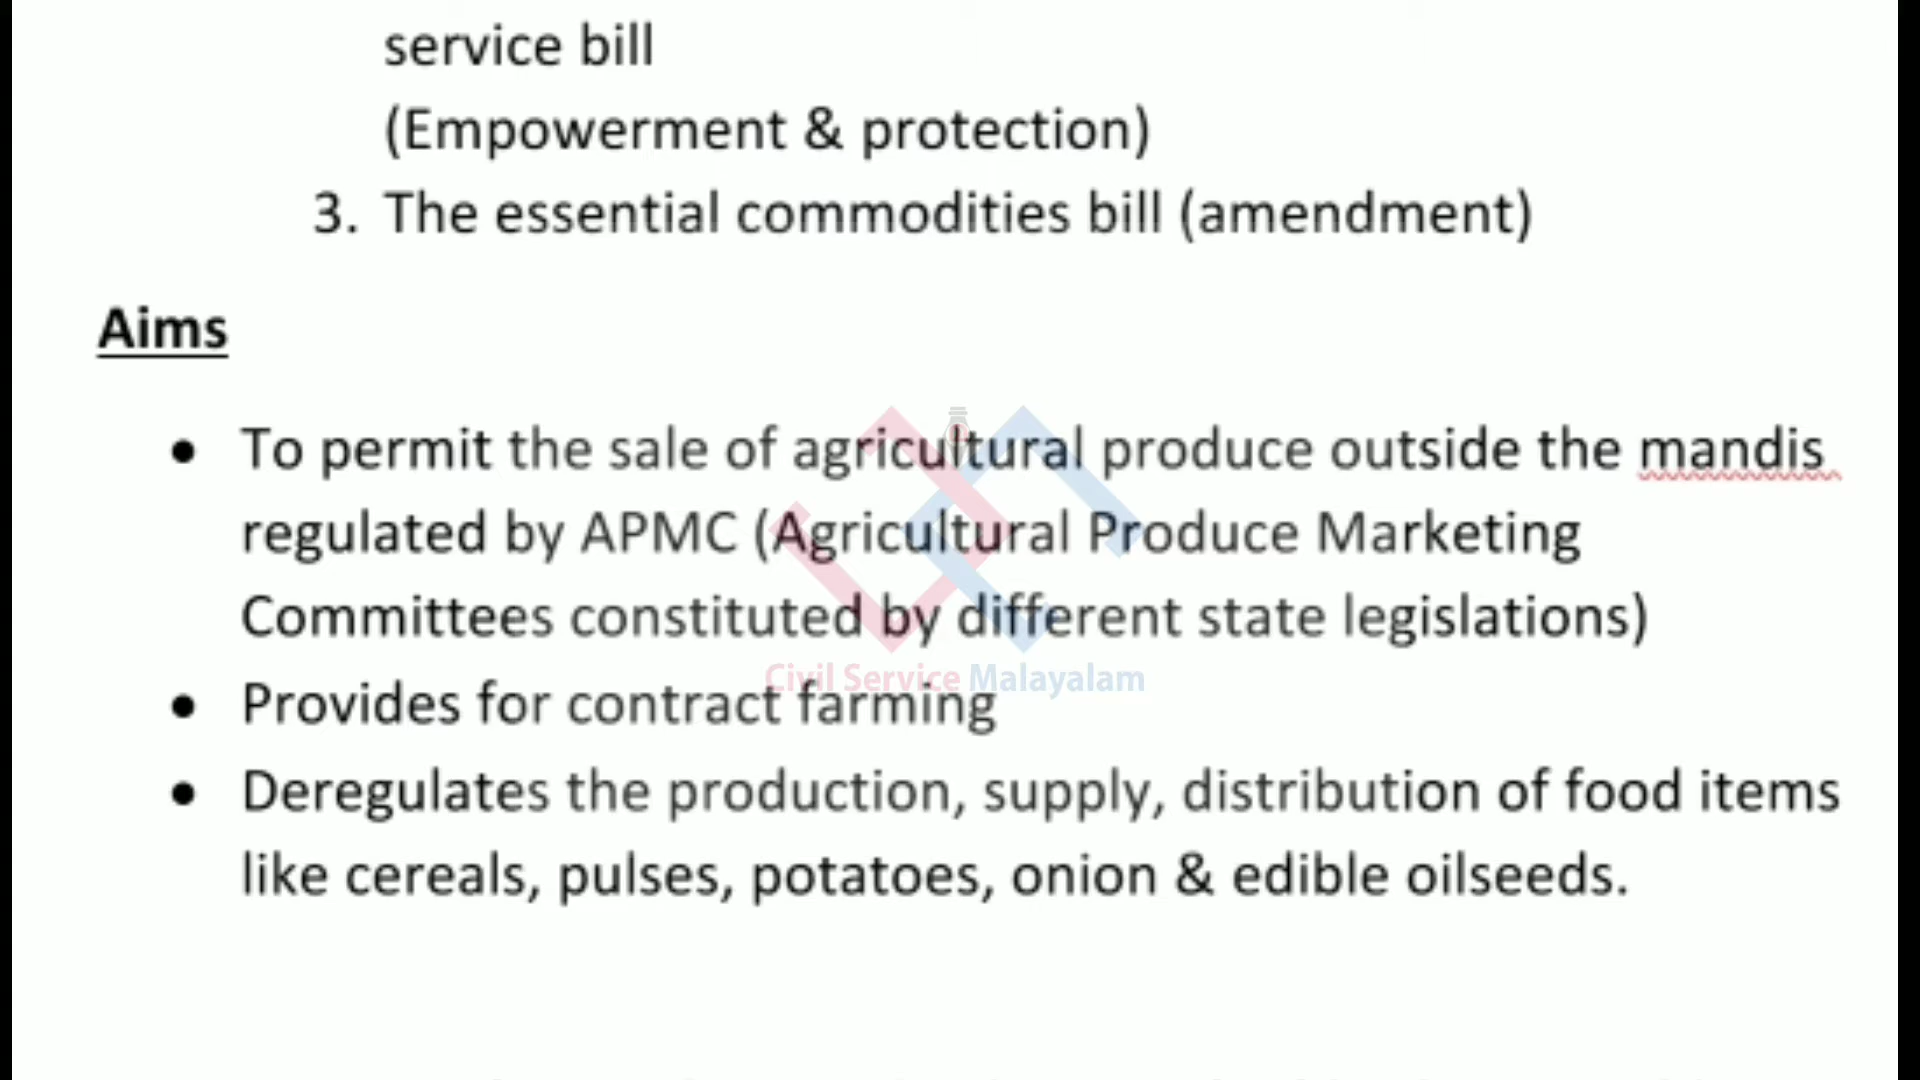 service bill
(Empowerment & protection)
3. The essential commodities bill (amendment)
Aims
• To permit the sale of agricultural produce outside the mandis
regulated by APMC (Agricultural Produce Marketing
Committees constituted by different state legislations)
Civil Service Malayalam
• Provides for contract farming
• Deregulates the production, supply, distribution of food items
like cereals, pulses, potatoes, onion & edible oilseeds.